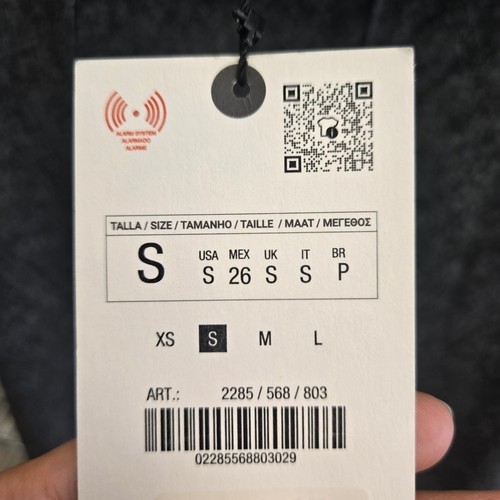 ALARM SYSTEM
ALARMADO
ALARME
TALLA / SIZE / TAMANHO / TAILLE / MAAT / ΜΕΓΕΘΟΣ
S
USA MEX UK IT BR
S 26 S S P
XS S M L
ART.: 2285 / 568 / 803
02285568803029